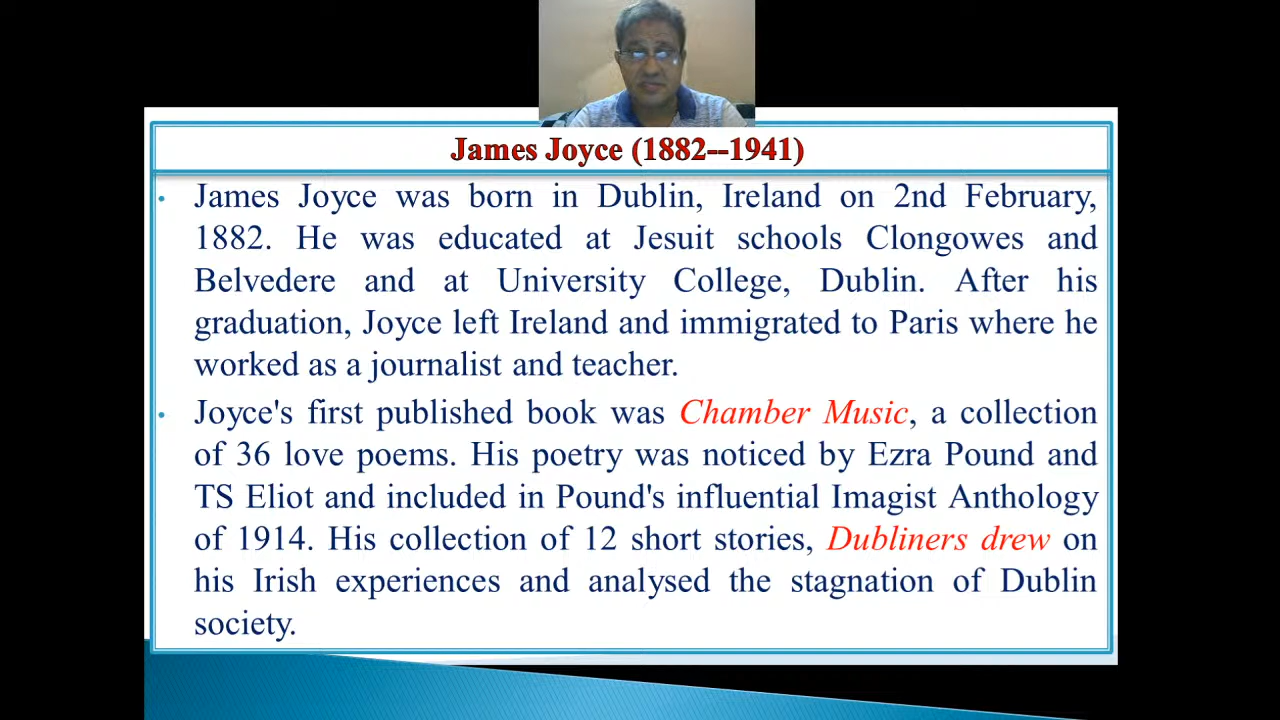 James Joyce (1882--1941)
• James Joyce was born in Dublin, Ireland on 2nd February,
1882. He was educated at Jesuit schools Clongowes and
Belvedere and at University College, Dublin. After his
graduation, Joyce left Ireland and immigrated to Paris where he
worked as a journalist and teacher.
• Joyce's first published book was Chamber Music, a collection
of 36 love poems. His poetry was noticed by Ezra Pound and
TS Eliot and included in Pound's influential Imagist Anthology
of 1914. His collection of 12 short stories, Dubliners drew on
his Irish experiences and analysed the stagnation of Dublin
society.